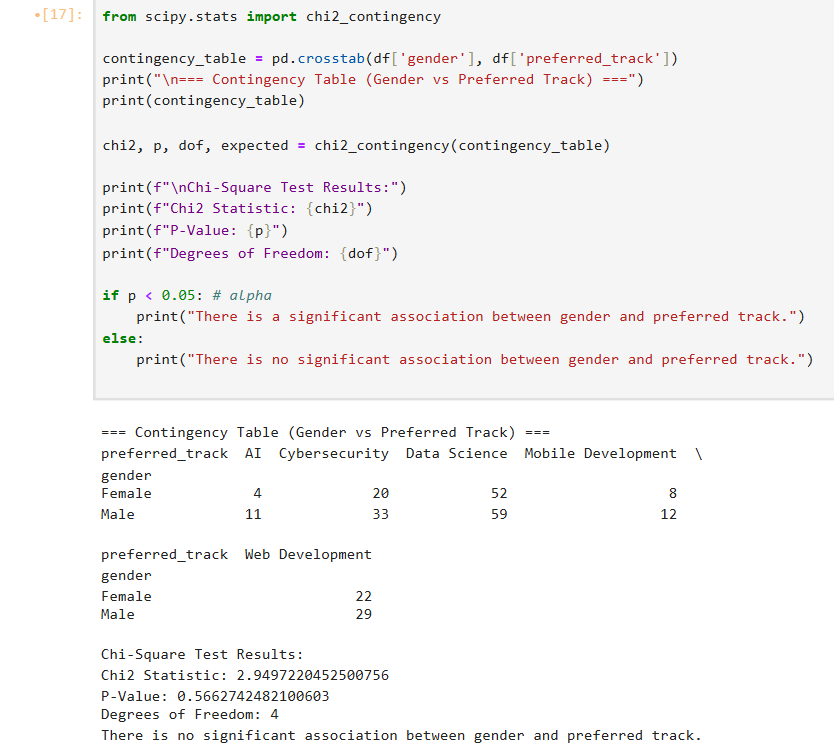 •[17]:
from scipy.stats import chi2_contingency
contingency_table = pd.crosstab(df['gender'], df['preferred_track'])
print("\n=== Contingency Table (Gender vs Preferred Track) ===")
print(contingency_table)
chi2, p, dof, expected = chi2_contingency(contingency_table)
print(f"\nChi-Square Test Results:")
print(f"Chi2 Statistic: {chi2}")
print(f"P-Value: {p}")
print(f"Degrees of Freedom: {dof}")
if p < 0.05: # alpha
    print("There is a significant association between gender and preferred track.")
else:
    print("There is no significant association between gender and preferred track.")
=== Contingency Table (Gender vs Preferred Track) ===
preferred_track  AI  Cybersecurity  Data Science  Mobile Development  \
gender
Female            4             20            52                   8
Male             11             33            59                  12
preferred_track  Web Development
gender
Female                        22
Male                          29
Chi-Square Test Results:
Chi2 Statistic: 2.9497220452500756
P-Value: 0.5662742482100603
Degrees of Freedom: 4
There is no significant association between gender and preferred track.